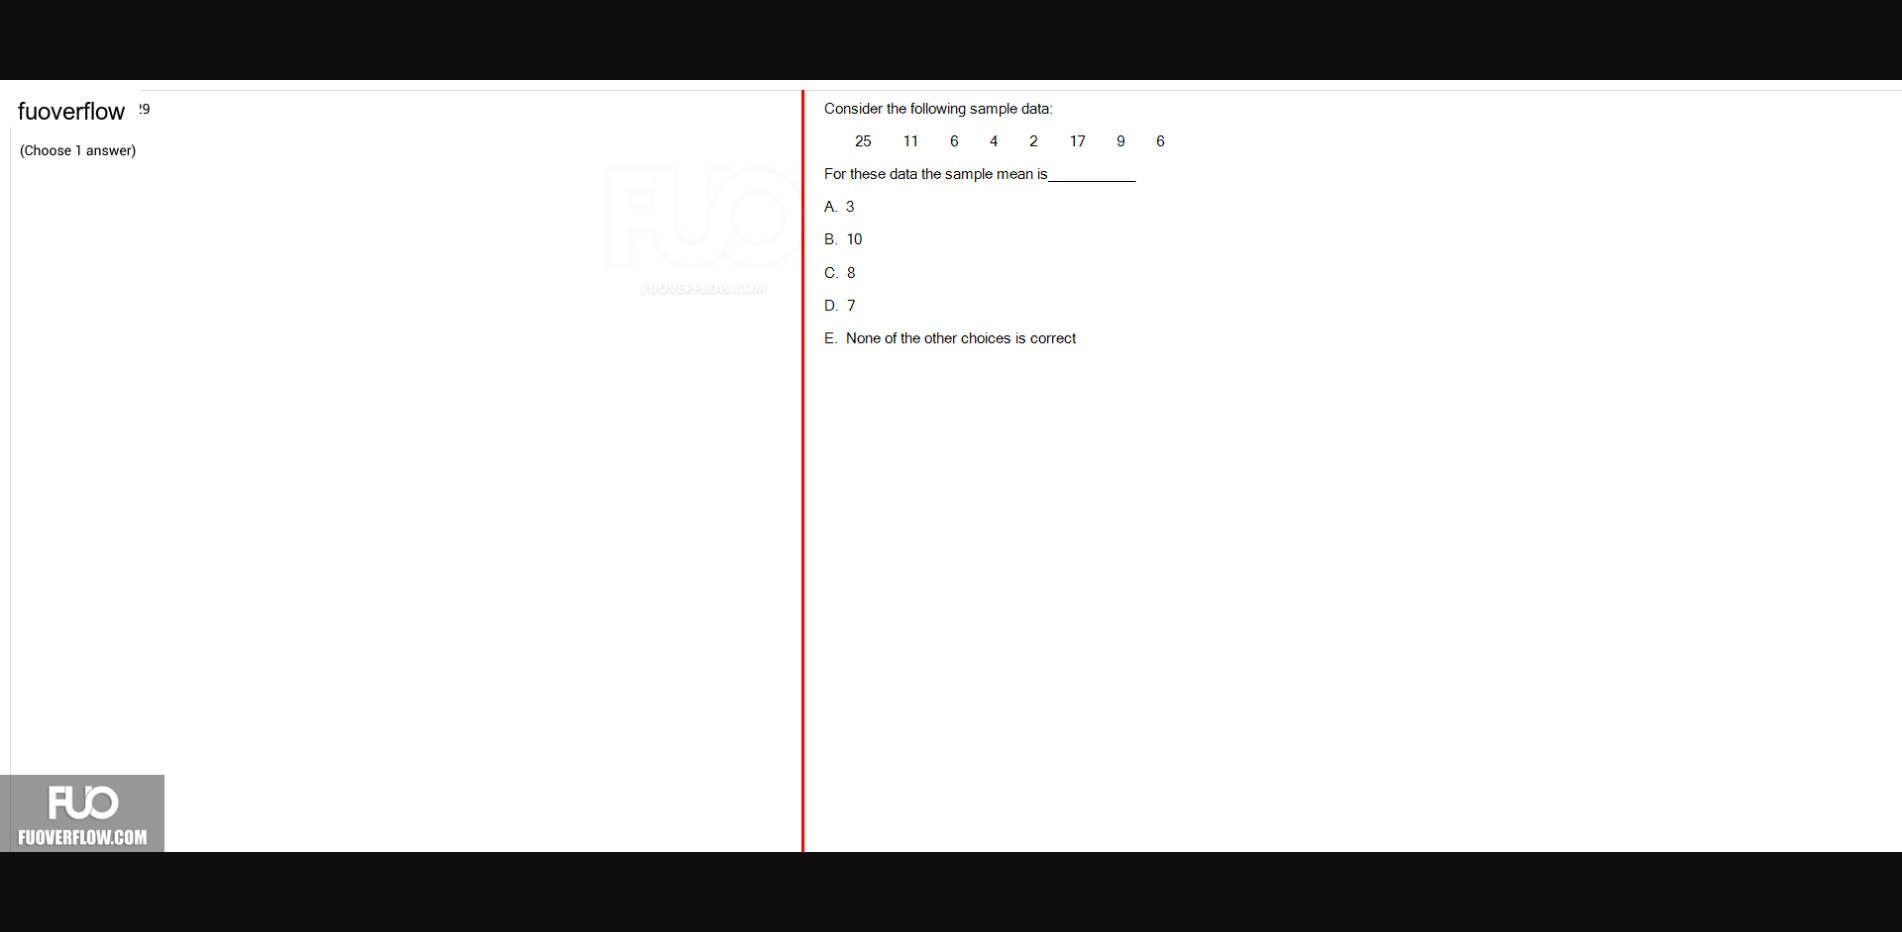 fuoverflow
(Choose 1 answer)
FUO
FUOVERFLOW.COM
Consider the following sample data:
25 11 6 4 2 17 9 6
For these data the sample mean is___________
A. 3
B. 10
C. 8
D. 7
E. None of the other choices is correct
FUO
FUOVERFLOW.COM